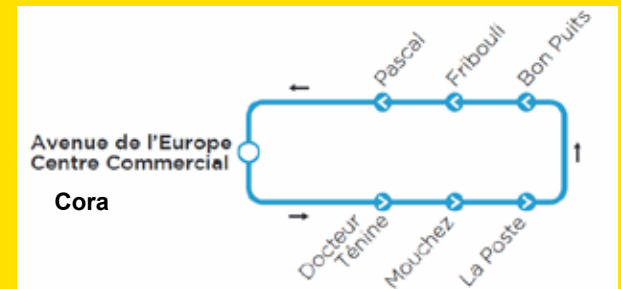 Pascal
Fribouli
Bon Puits
Avenue de l'Europe
Centre Commercial
Cora
Docteur
Ténine
Mouchez
La Poste